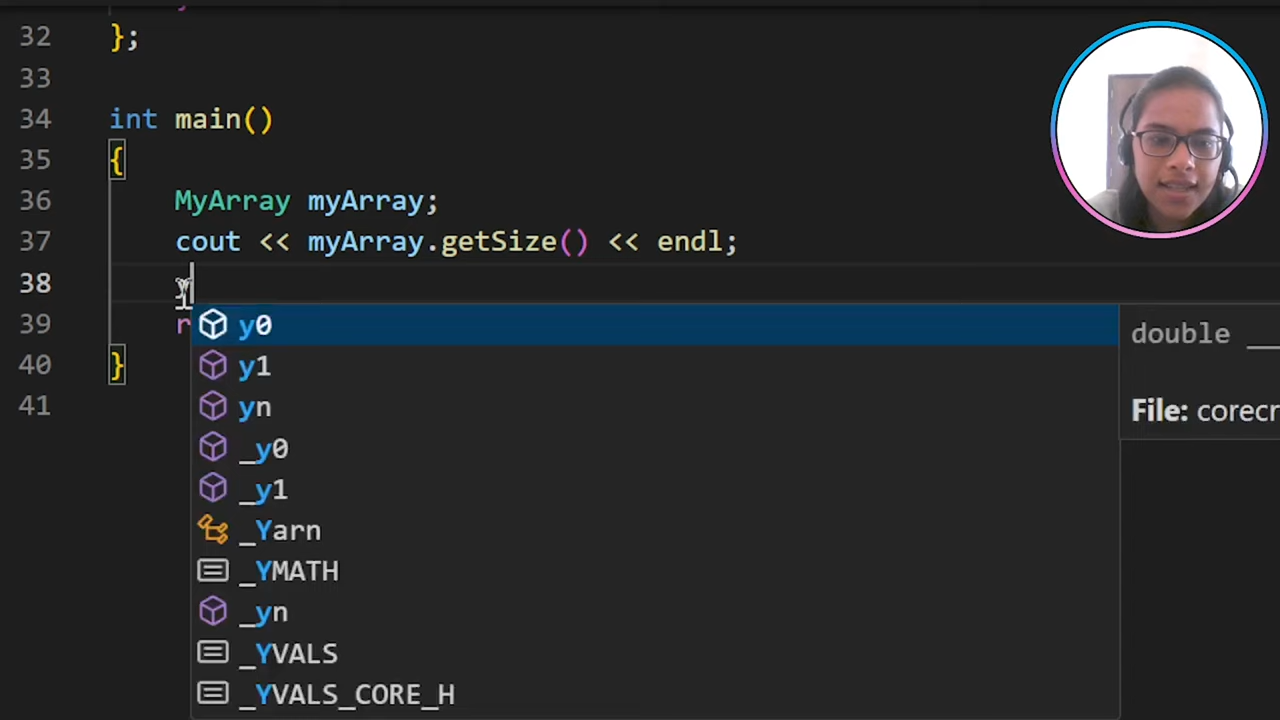 32 };
33
34 int main()
35 {
36 MyArray myArray;
37 cout << myArray.getSize() << endl;
38 y
39 r
40 }
41
y0
y1
yn
_y0
_y1
_Yarn
_YMATH
_yn
_YVALS
_YVALS_CORE_H
double __
File: corecr